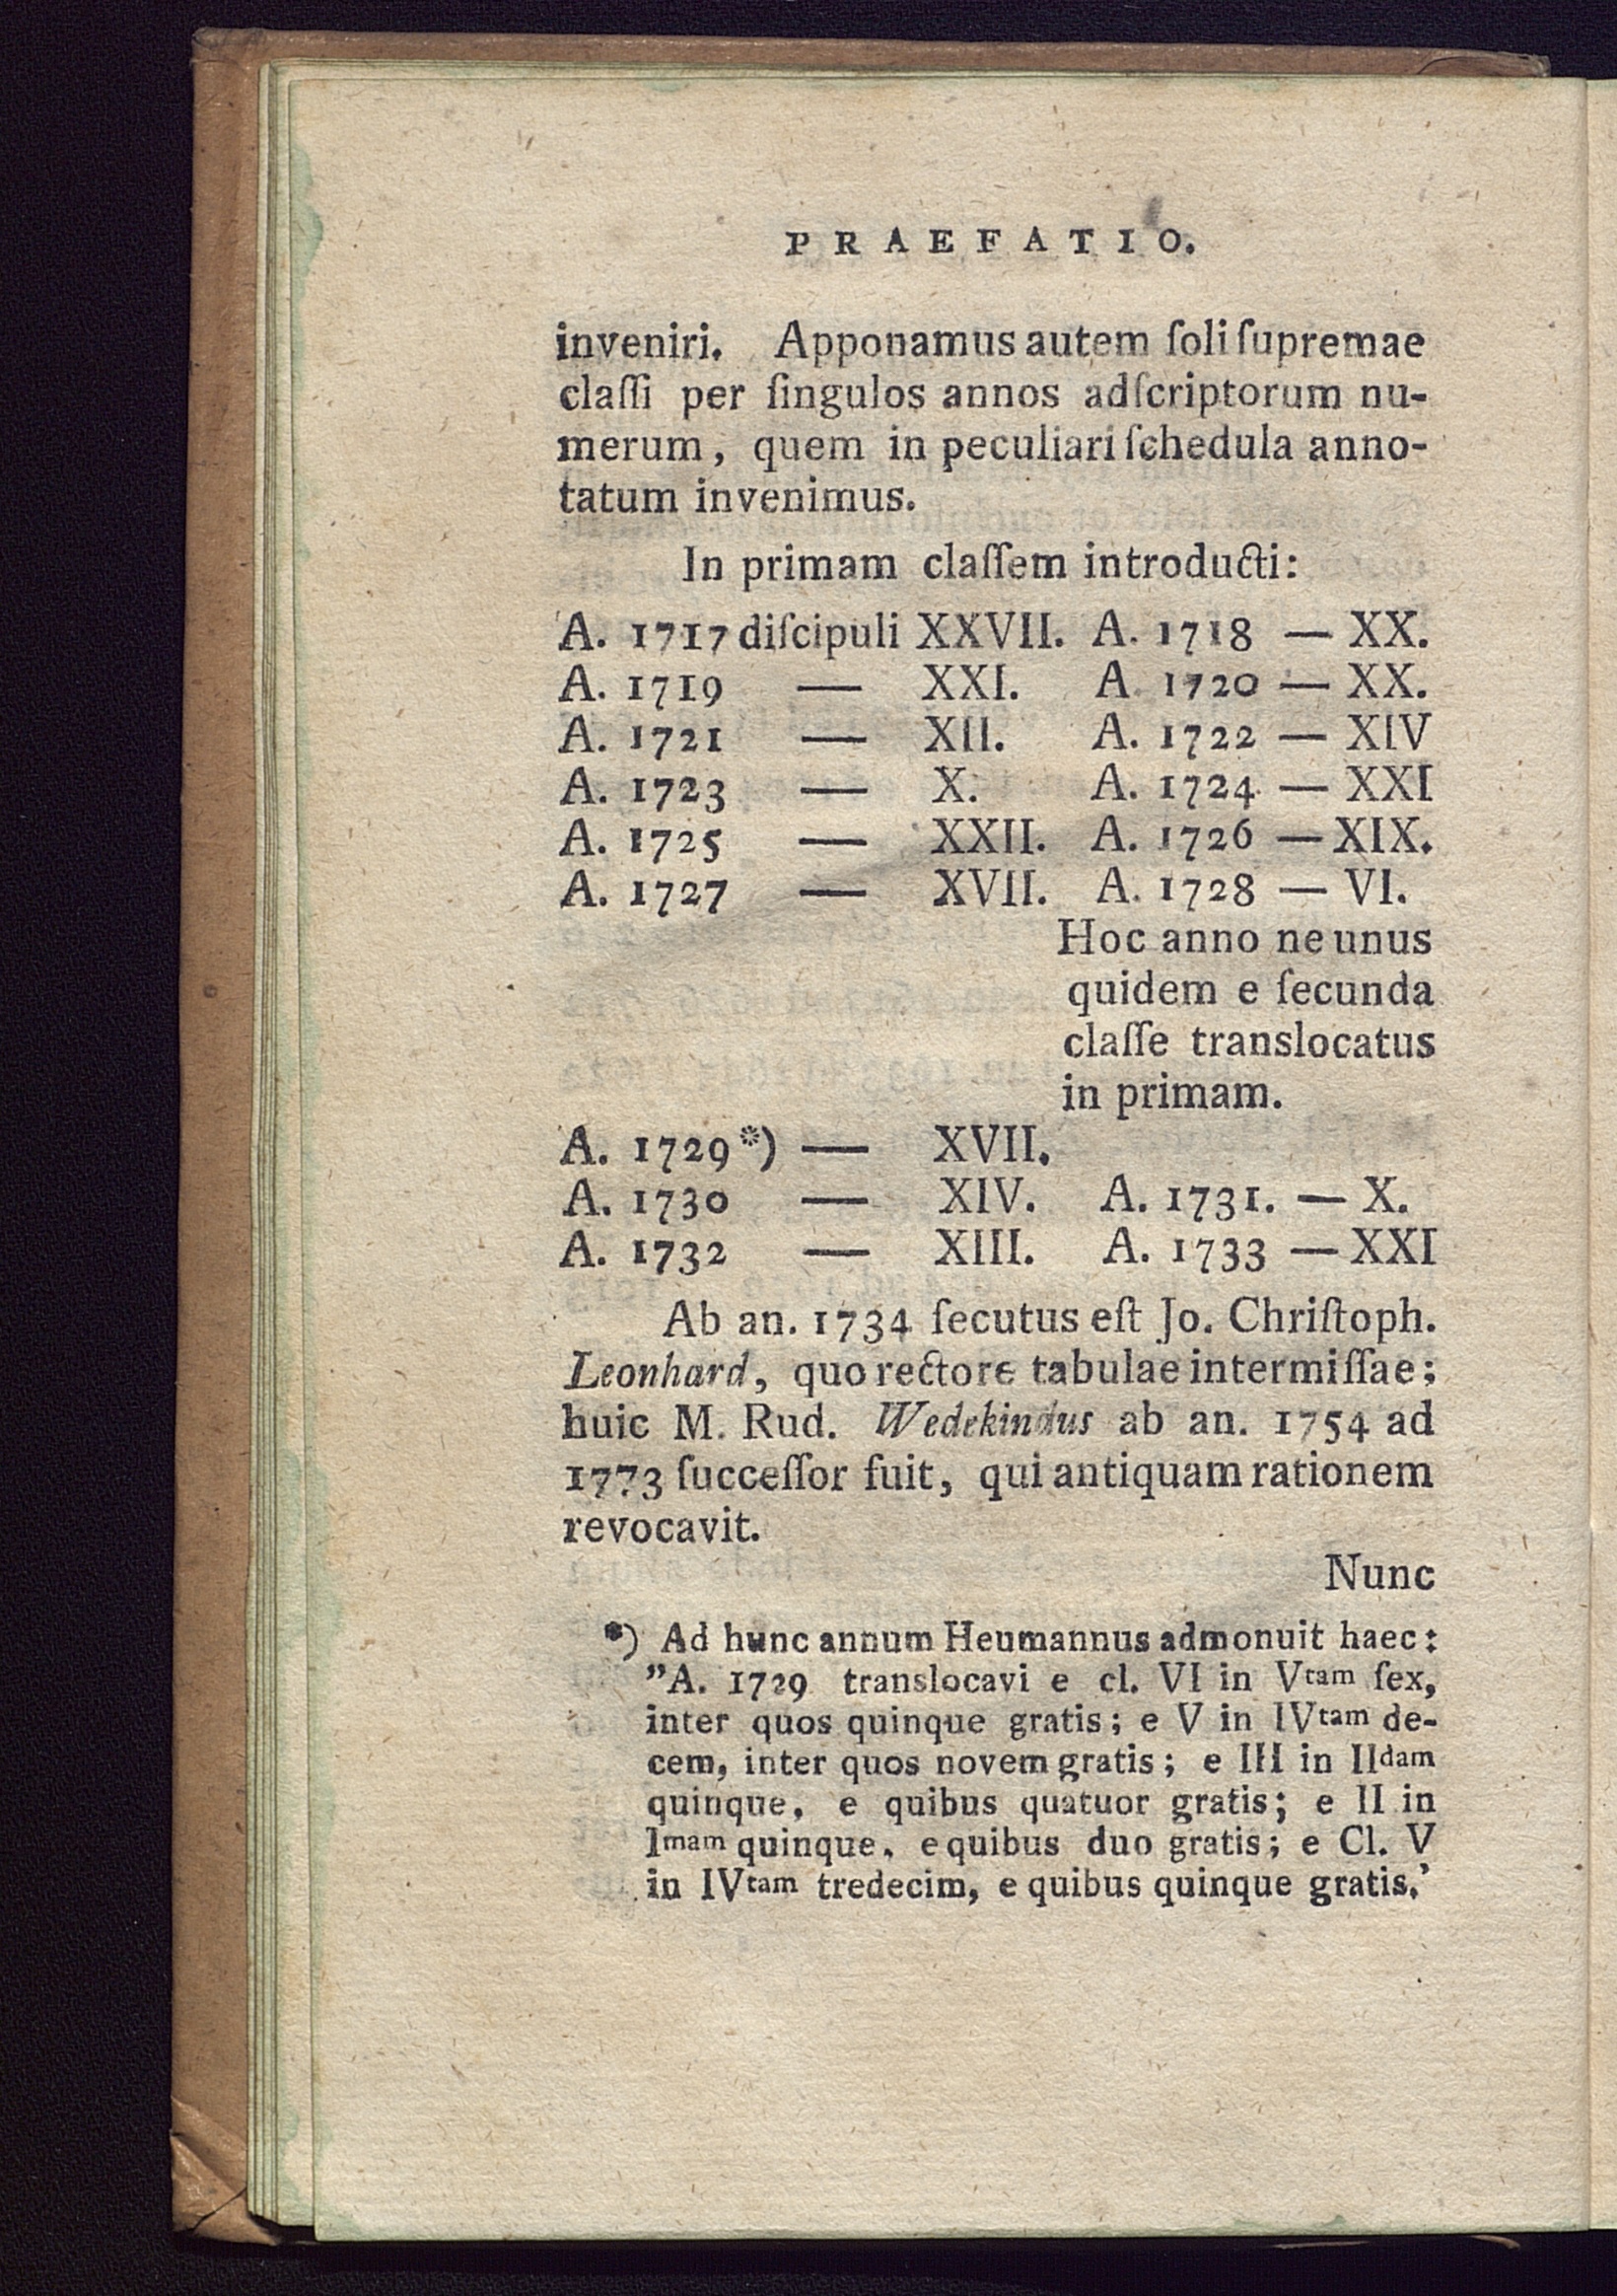 PRAEFATIO.
inveniri. Apponamus autem ſoli ſupremae
claſſi per ſingulos annos adſcriptorum nu-
merum, quem in peculiari ſchedula anno-
tatum invenimus.
In primam claſſem introducti:
A. 1717 diſcipuli XXVII. A. 1718 — XX.
A. 1719 — XXI. A. 1720 — XX.
A. 1721 — XII. A. 1722 — XIV
A. 1723 — X. A. 1724 — XXI
A. 1725 — XXII. A. 1726 — XIX.
A. 1727 — XVII. A. 1728 — VI.
Hoc anno ne unus
quidem e ſecunda
claſſe translocatus
in primam.
A. 1729*) — XVII.
A. 1730 — XIV. A. 1731. — X.
A. 1732 — XIII. A. 1733 — XXI
Ab an. 1734 ſecutus eſt Jo. Chriſtoph.
Leonhard, quo rectore tabulae intermiſſae;
huic M. Rud. Wedekindus ab an. 1754 ad
1773 ſucceſſor fuit, qui antiquam rationem
revocavit.
Nunc
*) Ad hunc annum Heumannus admonuit haec:
"A. 1729 translocavi e cl. VI in Vtam ſex,
inter quos quinque gratis; e V in IVtam de-
cem, inter quos novem gratis; e III in IIdam
quinque, e quibus quatuor gratis; e II in
Imam quinque, e quibus duo gratis; e Cl. V
in IVtam tredecim, e quibus quinque gratis.'